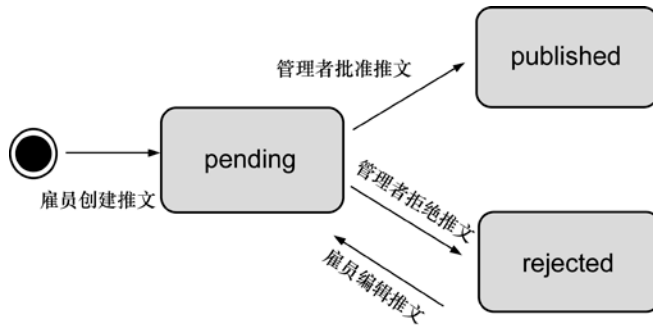 管理者批准推文
published
pending
雇员创建推文
管理者拒绝推文
雇员编辑推文
rejected